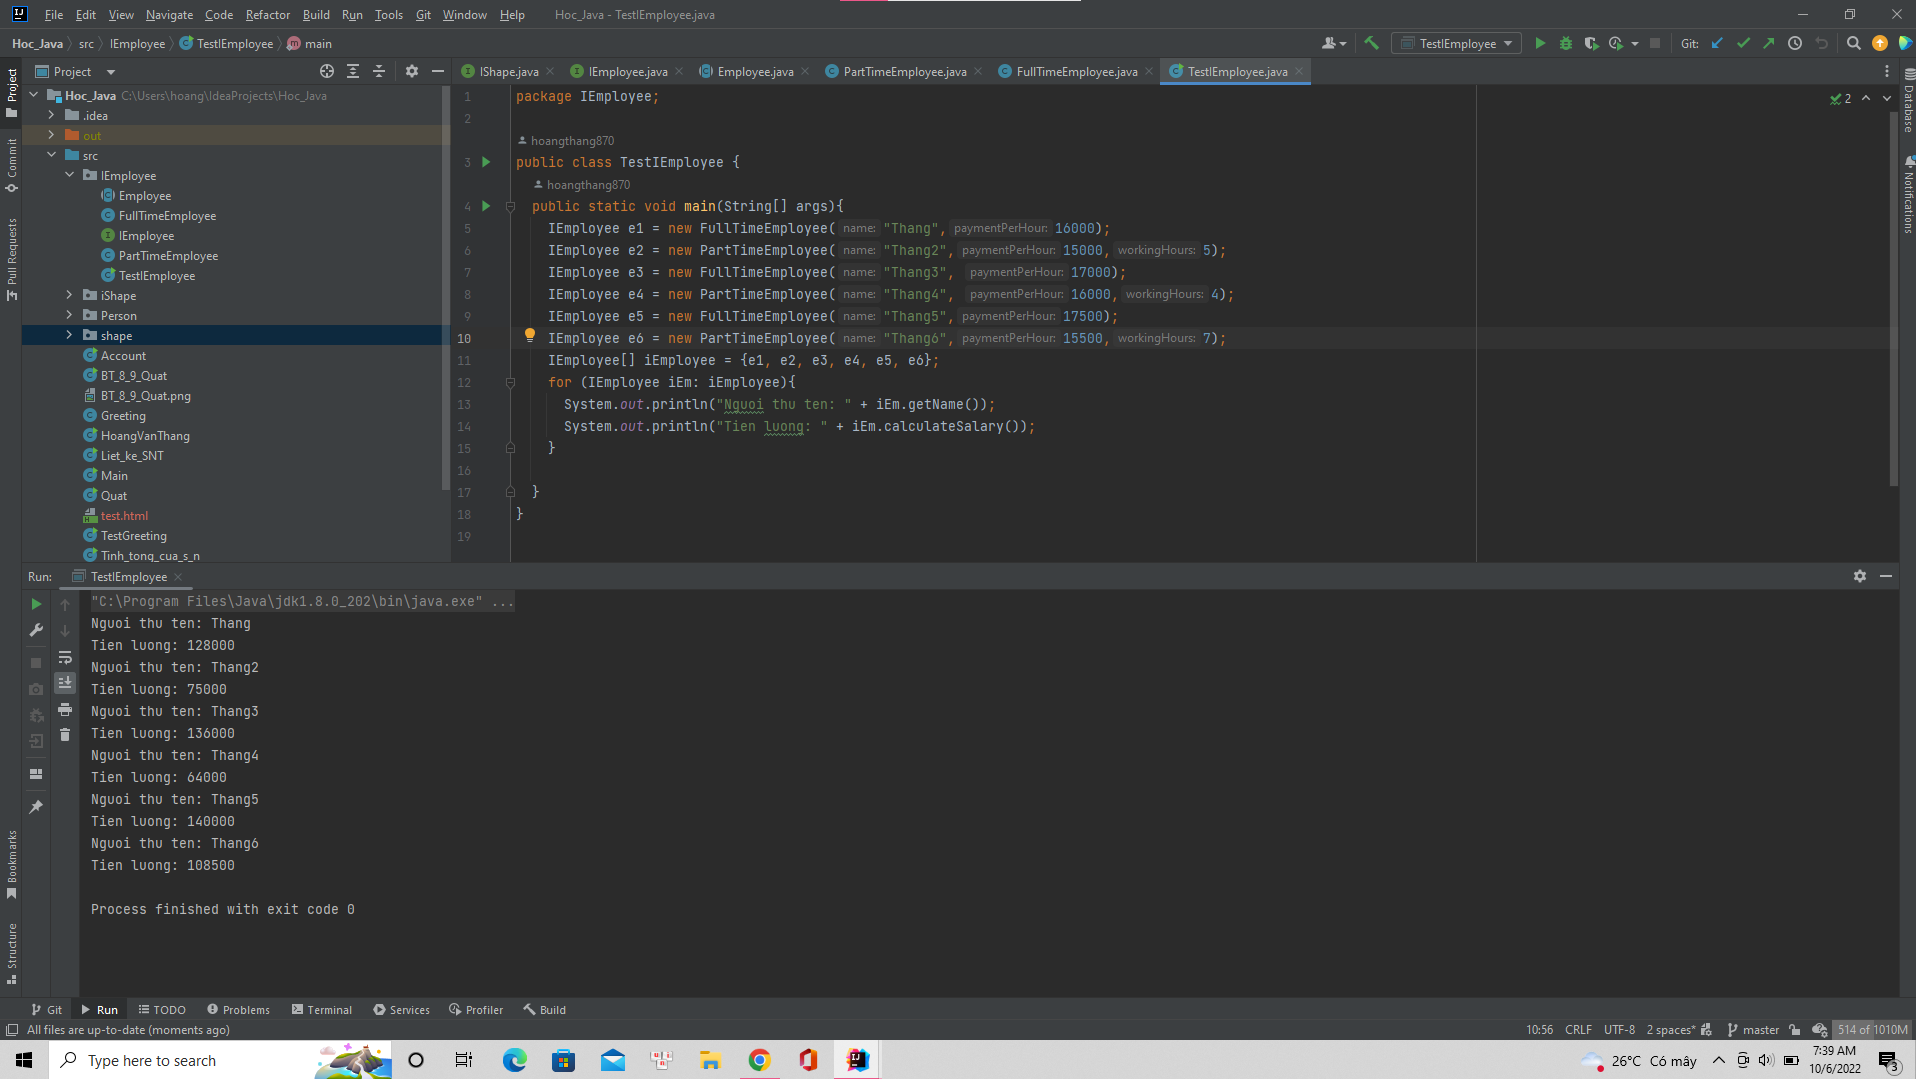 File Edit View Navigate Code Refactor Build Run Tools Git Window Help Hoc_Java - TestIEmployee.java
Hoc_Java src IEmployee TestIEmployee main
TestIEmployee Git:
Project
IShape.java IEmployee.java Employee.java PartTimeEmployee.java FullTimeEmployee.java TestIEmployee.java
Project
Commit
Pull Requests
Bookmarks
Structure
Database
Notifications
Hoc_Java C:\Users\hoang\IdeaProjects\Hoc_Java
.idea
out
src
IEmployee
Employee
FullTimeEmployee
IEmployee
PartTimeEmployee
TestIEmployee
iShape
Person
shape
Account
BT_8_9_Quat
BT_8_9_Quat.png
Greeting
HoangVanThang
Liet_ke_SNT
Main
Quat
test.html
TestGreeting
Tinh_tong_cua_s_n
2
1 package IEmployee;
2
hoangthang870
3 public class TestIEmployee {
hoangthang870
4 public static void main(String[] args){
5 IEmployee e1 = new FullTimeEmployee( name: "Thang", paymentPerHour: 16000);
6 IEmployee e2 = new PartTimeEmployee( name: "Thang2", paymentPerHour: 15000, workingHours: 5);
7 IEmployee e3 = new FullTimeEmployee( name: "Thang3", paymentPerHour: 17000);
8 IEmployee e4 = new PartTimeEmployee( name: "Thang4", paymentPerHour: 16000, workingHours: 4);
9 IEmployee e5 = new FullTimeEmployee( name: "Thang5", paymentPerHour: 17500);
10 IEmployee e6 = new PartTimeEmployee( name: "Thang6", paymentPerHour: 15500, workingHours: 7);
11 IEmployee[] iEmployee = {e1, e2, e3, e4, e5, e6};
12 for (IEmployee iEm: iEmployee){
13 System.out.println("Nguoi thu ten: " + iEm.getName());
14 System.out.println("Tien luong: " + iEm.calculateSalary());
15 }
16
17 }
18 }
19
Run: TestIEmployee
"C:\Program Files\Java\jdk1.8.0_202\bin\java.exe" ...
Nguoi thu ten: Thang
Tien luong: 128000
Nguoi thu ten: Thang2
Tien luong: 75000
Nguoi thu ten: Thang3
Tien luong: 136000
Nguoi thu ten: Thang4
Tien luong: 64000
Nguoi thu ten: Thang5
Tien luong: 140000
Nguoi thu ten: Thang6
Tien luong: 108500
Process finished with exit code 0
Git Run TODO Problems Terminal Services Profiler Build
All files are up-to-date (moments ago) 10:56 CRLF UTF-8 2 spaces* master 514 of 1010M
Type here to search 26°C Có mây 7:39 AM
10/6/2022 3